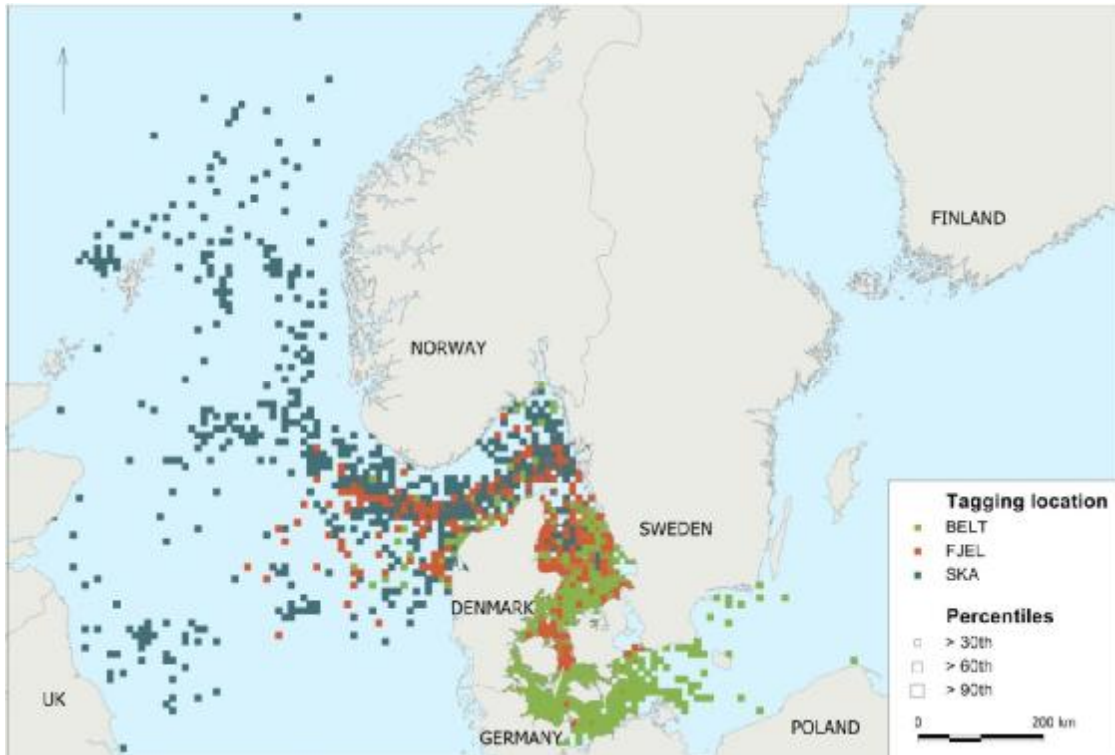 FINLAND
NORWAY
SWEDEN
DENMARK
UK
GERMANY
POLAND
Tagging location
BELT
FJEL
SKA
Percentiles
> 30th
> 60th
> 90th
0 200 km